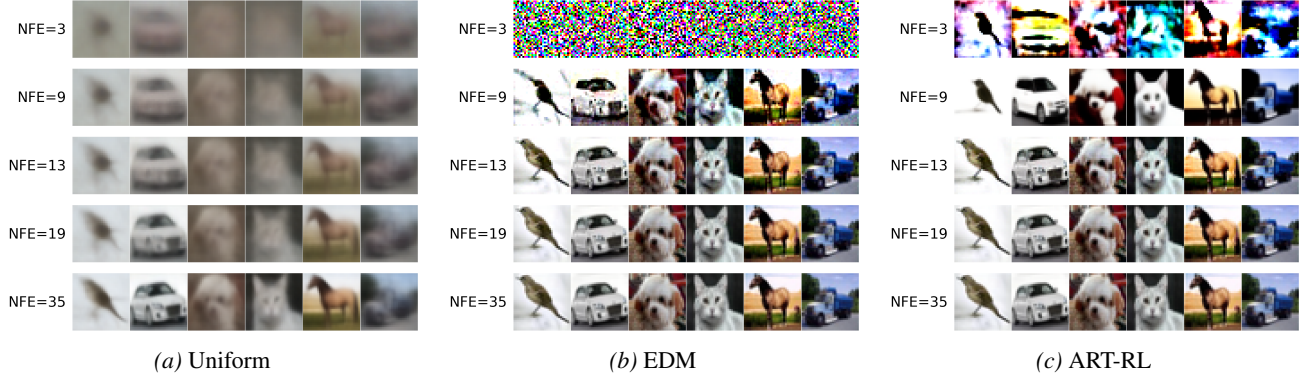 NFE=3
NFE=9
NFE=13
NFE=19
NFE=35
(a) Uniform
NFE=3
NFE=9
NFE=13
NFE=19
NFE=35
(b) EDM
NFE=3
NFE=9
NFE=13
NFE=19
NFE=35
(c) ART-RL